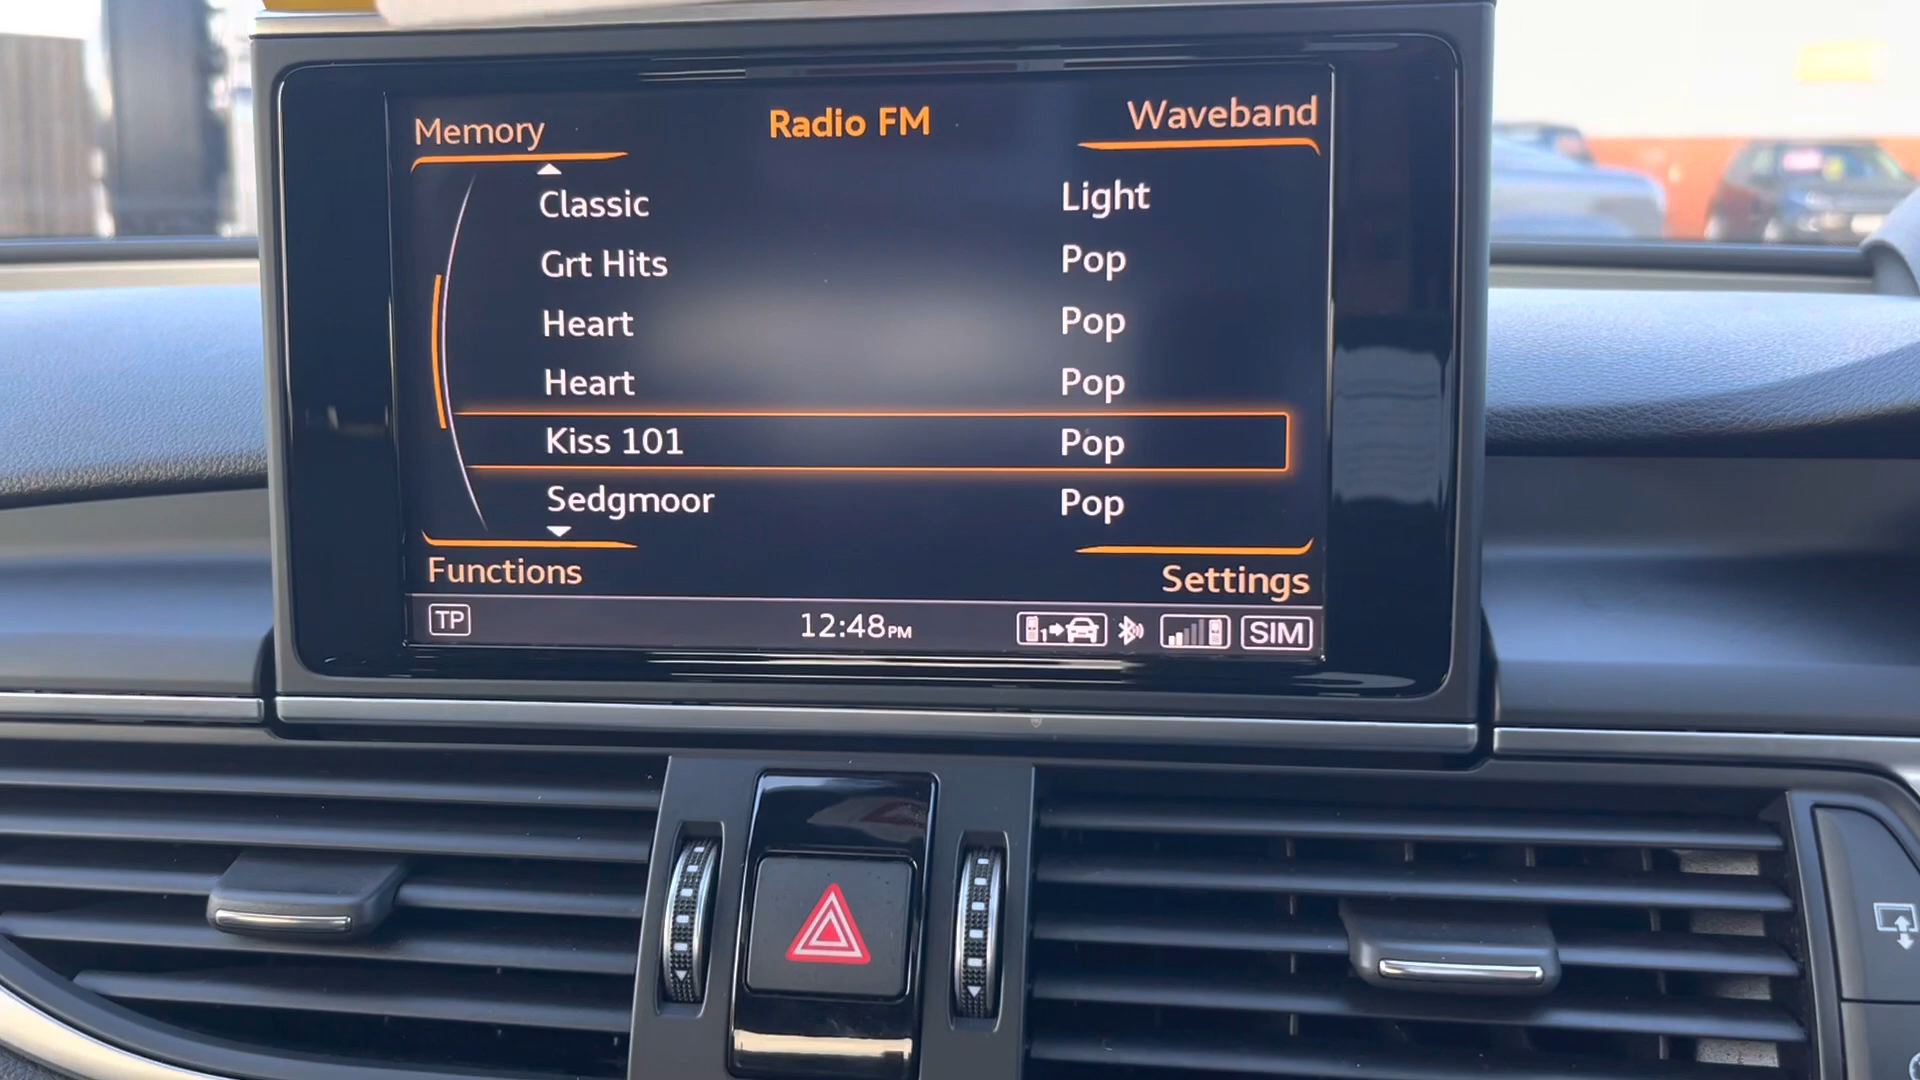 Memory Radio FM Waveband
Classic Light
Grt Hits Pop
Heart Pop
Heart Pop
Kiss 101 Pop
Sedgmoor Pop
Functions Settings
TP 12:48PM 1 SIM